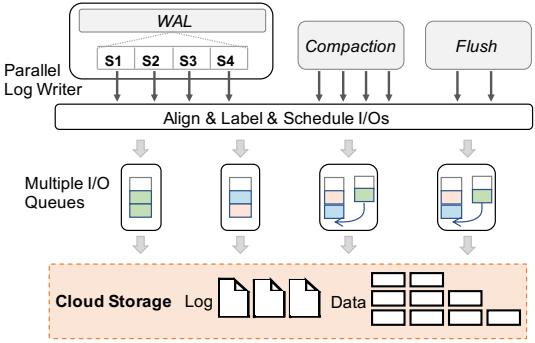 WAL
S1 S2 S3 S4
Compaction
Flush
Parallel
Log Writer
Align & Label & Schedule I/Os
Multiple I/O
Queues
Cloud Storage Log Data